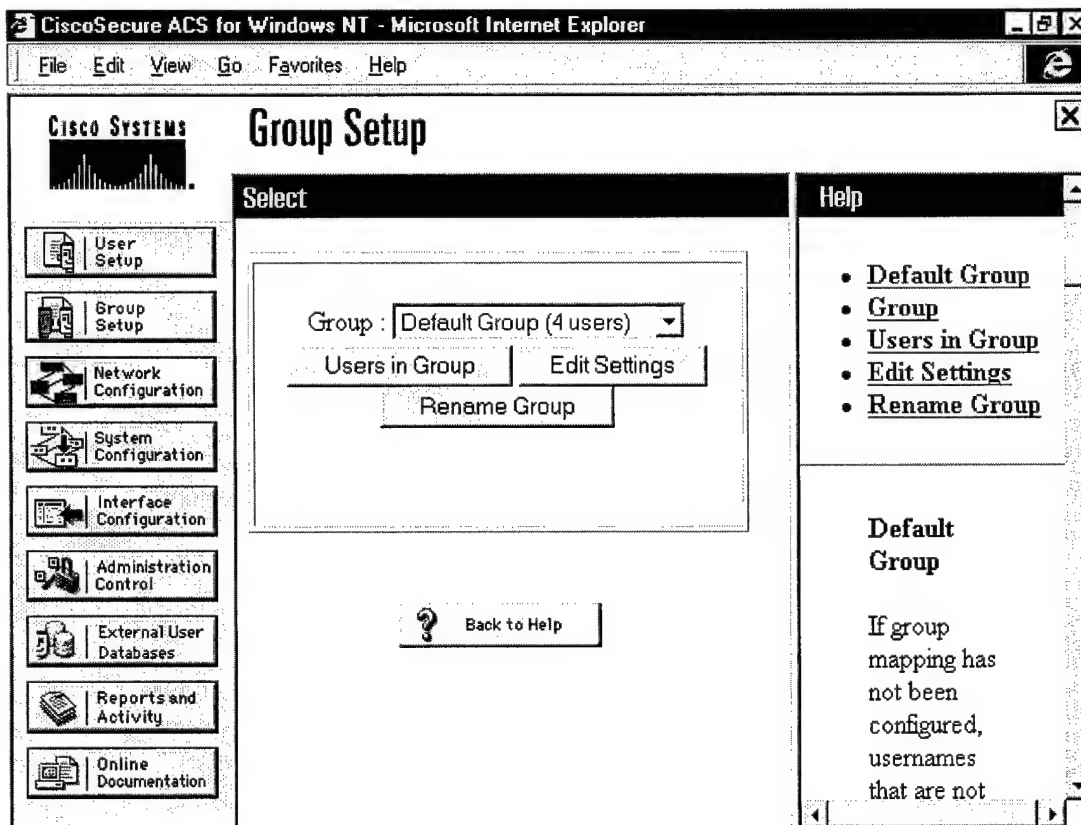 CiscoSecure ACS for Windows NT - Microsoft Internet Explorer
File Edit View Go Favorites Help
CISCO SYSTEMS
Group Setup
User
Setup
Group
Setup
Network
Configuration
System
Configuration
Interface
Configuration
Administration
Control
External User
Databases
Reports and
Activity
Online
Documentation
Select
Group : Default Group (4 users)
Users in Group
Edit Settings
Rename Group
? Back to Help
Help
• Default Group
• Group
• Users in Group
• Edit Settings
• Rename Group
Default
Group
If group
mapping has
not been
configured,
usernames
that are not